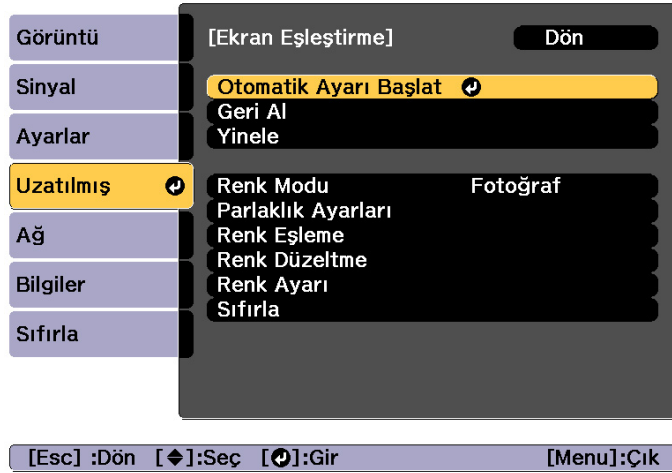 Görüntü
Sinyal
Ayarlar
Uzatılmış
Ağ
Bilgiler
Sıfırla
[Ekran Eşleştirme] Dön
Otomatik Ayarı Başlat
Geri Al
Yinele
Renk Modu Fotoğraf
Parlaklık Ayarları
Renk Eşleme
Renk Düzeltme
Renk Ayarı
Sıfırla
[Esc] :Dön [◆]:Seç [↵]:Gir [Menu]:Çık